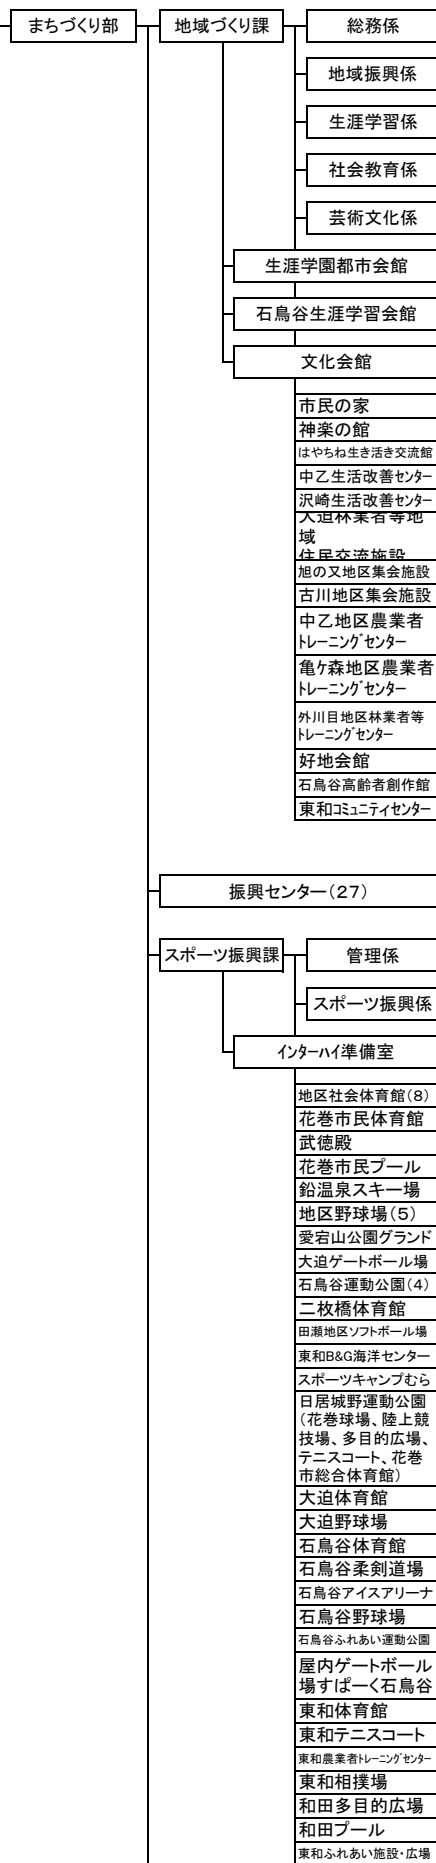 まちづくり部 地域づくり課 総務係
地域振興係
生涯学習係
社会教育係
芸術文化係
生涯学園都市会館
石鳥谷生涯学習会館
文化会館
市民の家
神楽の館
はやちね生き活き交流館
中乙生活改善センター
沢崎生活改善センター
大迫林業者等地
域
住民交流施設
旭の又地区集会施設
古川地区集会施設
中乙地区農業者
トレーニングセンター
亀ケ森地区農業者
トレーニングセンター
外川目地区林業者等
トレーニングセンター
好地会館
石鳥谷高齢者創作館
東和コミュニティセンター
振興センター(27)
スポーツ振興課 管理係
スポーツ振興係
インターハイ準備室
地区社会体育館(8)
花巻市民体育館
武徳殿
花巻市民プール
鉛温泉スキー場
地区野球場(5)
愛宕山公園グランド
大迫ゲートボール場
石鳥谷運動公園(4)
二枚橋体育館
田瀬地区ソフトボール場
東和B&G海洋センター
スポーツキャンプむら
日居城野運動公園
(花巻球場、陸上競
技場、多目的広場、
テニスコート、花巻
市総合体育館)
大迫体育館
大迫野球場
石鳥谷体育館
石鳥谷柔剣道場
石鳥谷アイスアリーナ
石鳥谷野球場
石鳥谷ふれあい運動公園
屋内ゲートボール
場すぱーく石鳥谷
東和体育館
東和テニスコート
東和農業者トレーニングセンター
東和相撲場
和田多目的広場
和田プール
東和ふれあい施設・広場